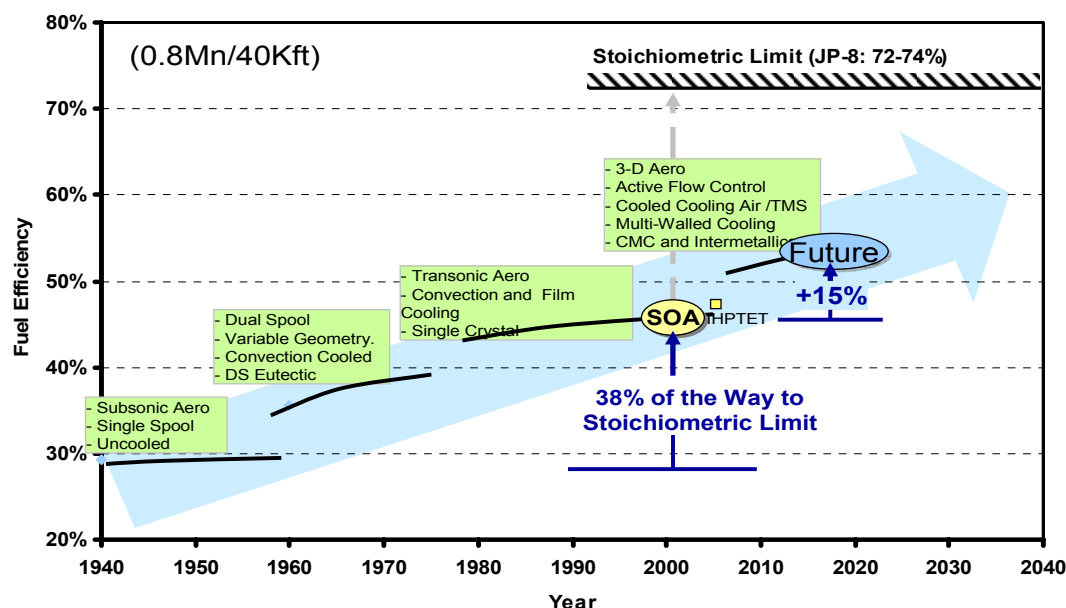 80%
70%
60%
50%
40%
30%
20%
Fuel Efficiency
(0.8Mn/40Kft)
Stoichiometric Limit (JP-8: 72-74%)
- 3-D Aero
- Active Flow Control
- Cooled Cooling Air /TMS
- Multi-Walled Cooling
- CMC and Intermetallic
Future
+15%
- Transonic Aero
- Convection and Film
Cooling
- Single Crystal
SOA
IHPTET
- Dual Spool
- Variable Geometry.
- Convection Cooled
- DS Eutectic
38% of the Way to
Stoichiometric Limit
- Subsonic Aero
- Single Spool
- Uncooled
1940 1950 1960 1970 1980 1990 2000 2010 2020 2030 2040
Year